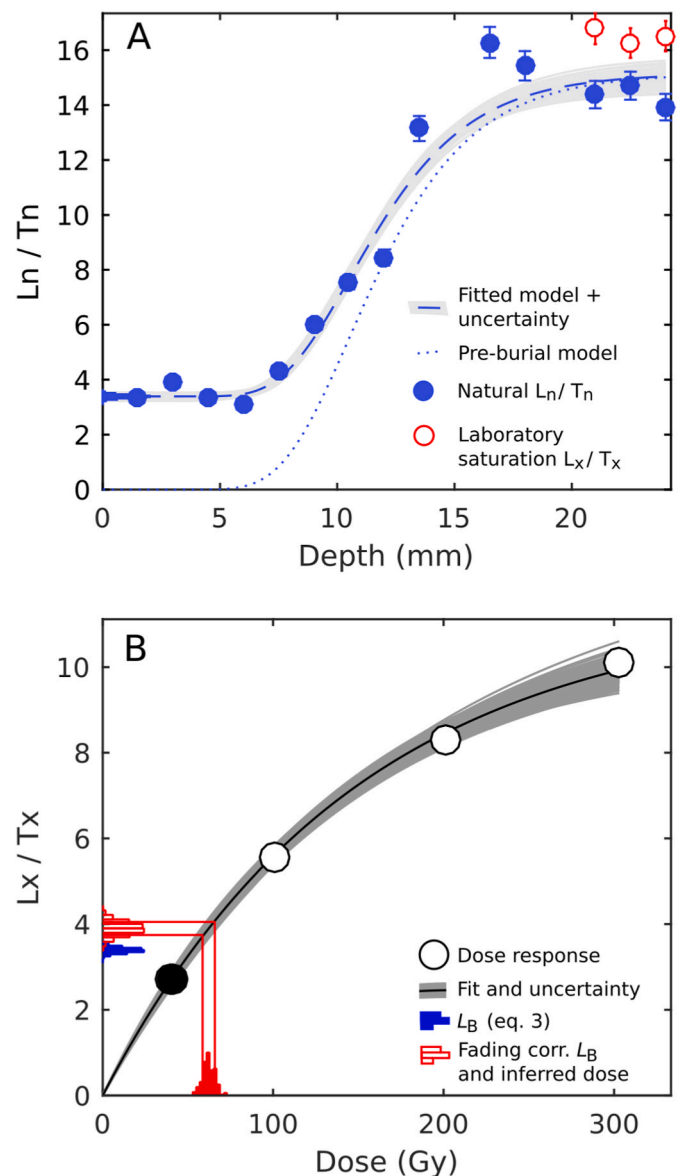 A
16
14
12
10
8
6
4
2
0
Ln / Tn
Fitted model +
uncertainty
Pre-burial model
Natural Ln/ Tn
Laboratory
saturation Lx/ Tx
0 5 10 15 20
Depth (mm)
B
10
8
6
4
2
0
Lx / Tx
Dose response
Fit and uncertainty
LB (eq. 3)
Fading corr. LB
and inferred dose
0 100 200 300
Dose (Gy)